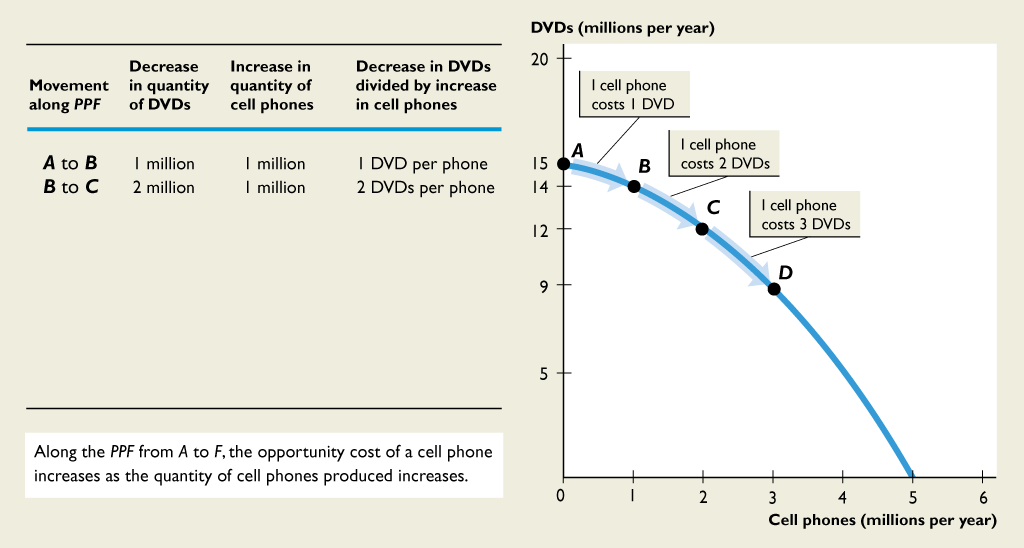 Movement
along PPF
Decrease
in quantity
of DVDs
Increase in
quantity of
cell phones
Decrease in DVDs
divided by increase
in cell phones
A to B 1 million 1 million 1 DVD per phone
B to C 2 million 1 million 2 DVDs per phone
Along the PPF from A to F, the opportunity cost of a cell phone
increases as the quantity of cell phones produced increases.
DVDs (millions per year)
20
15
14
12
9
5
1 cell phone
costs 1 DVD
1 cell phone
costs 2 DVDs
1 cell phone
costs 3 DVDs
A
B
C
D
0 1 2 3 4 5 6
Cell phones (millions per year)